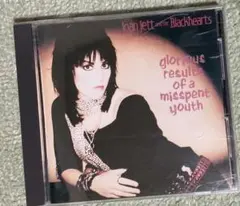 Joan Jett and the Blackhearts
glorious
results
of a
misspent
youth